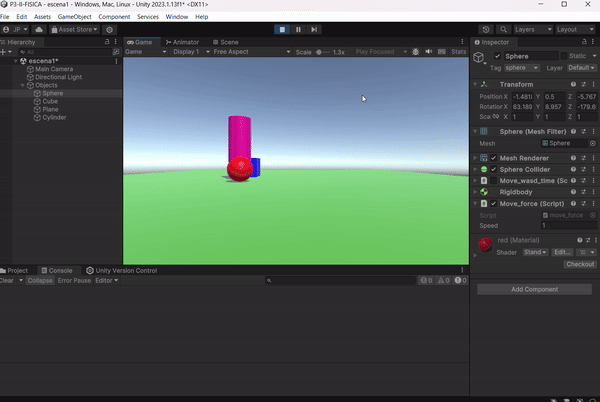 P3-II-FISICA - escena1* - Windows, Mac, Linux - Unity 2023.1.13f1* <DX11>
File Edit Assets GameObject Component Services Window Help
JP Asset Store Layers Layout
Hierarchy
All
escena1*
Main Camera
Directional Light
Objects
Sphere
Cube
Plane
Cylinder
Game Animator Scene
Game Display 1 Free Aspect Scale 1.3x Play Focused Stats
Inspector
Sphere Static
Tag sphere Layer Default
Transform
Position X -1.481 Y 0.5 Z -5.767
Rotation X 63.189 Y 8.957 Z -179.6
Scale X 1 Y 1 Z 1
Sphere (Mesh Filter)
Mesh Sphere
Mesh Renderer
Sphere Collider
Move_wasd_time (Sc
Rigidbody
Move_force (Script)
Script move_force
Speed 1
red (Material)
Shader Stand Edit...
Checkout
Add Component
Project Console Unity Version Control
Clear Collapse Error Pause Editor
0 0 0